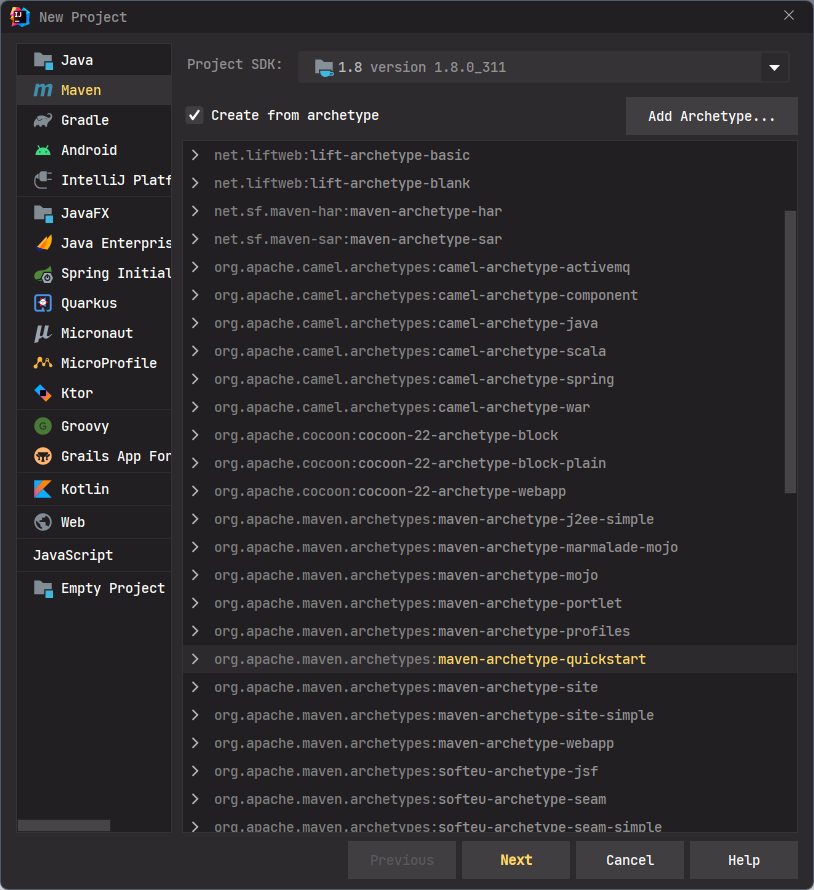 New Project
Java
Maven
Gradle
Android
IntelliJ Platf
JavaFX
Java Enterpris
Spring Initial
Quarkus
Micronaut
MicroProfile
Ktor
Groovy
Grails App For
Kotlin
Web
JavaScript
Empty Project
Project SDK:
1.8 version 1.8.0_311
Create from archetype
Add Archetype...
net.liftweb:lift-archetype-basic
net.liftweb:lift-archetype-blank
net.sf.maven-har:maven-archetype-har
net.sf.maven-sar:maven-archetype-sar
org.apache.camel.archetypes:camel-archetype-activemq
org.apache.camel.archetypes:camel-archetype-component
org.apache.camel.archetypes:camel-archetype-java
org.apache.camel.archetypes:camel-archetype-scala
org.apache.camel.archetypes:camel-archetype-spring
org.apache.camel.archetypes:camel-archetype-war
org.apache.cocoon:cocoon-22-archetype-block
org.apache.cocoon:cocoon-22-archetype-block-plain
org.apache.cocoon:cocoon-22-archetype-webapp
org.apache.maven.archetypes:maven-archetype-j2ee-simple
org.apache.maven.archetypes:maven-archetype-marmalade-mojo
org.apache.maven.archetypes:maven-archetype-mojo
org.apache.maven.archetypes:maven-archetype-portlet
org.apache.maven.archetypes:maven-archetype-profiles
org.apache.maven.archetypes:maven-archetype-quickstart
org.apache.maven.archetypes:maven-archetype-site
org.apache.maven.archetypes:maven-archetype-site-simple
org.apache.maven.archetypes:maven-archetype-webapp
org.apache.maven.archetypes:softeu-archetype-jsf
org.apache.maven.archetypes:softeu-archetype-seam
org.apache.maven.archetypes:softeu-archetype-seam-simple
Previous
Next
Cancel
Help